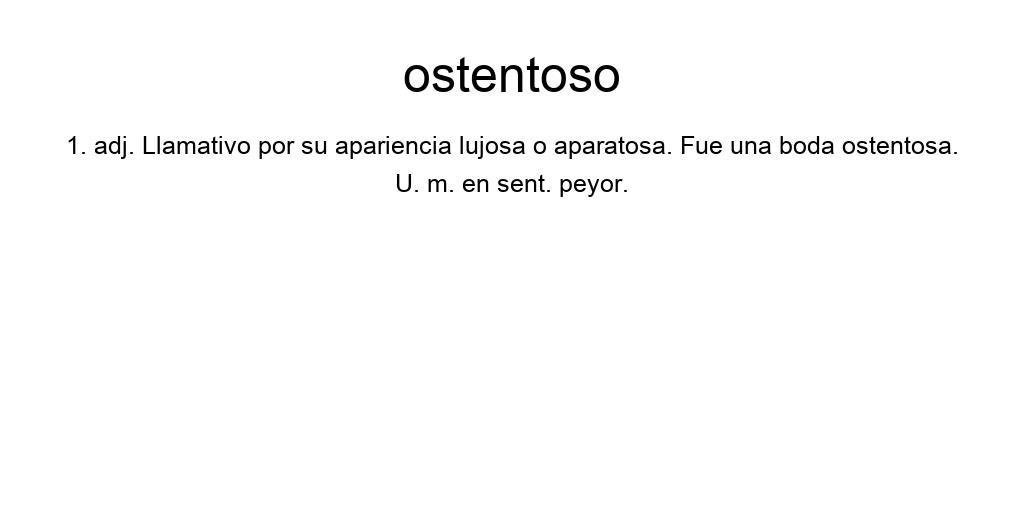 ostentoso
1. adj. Llamativo por su apariencia lujosa o aparatosa. Fue una boda ostentosa.
U. m. en sent. peyor.